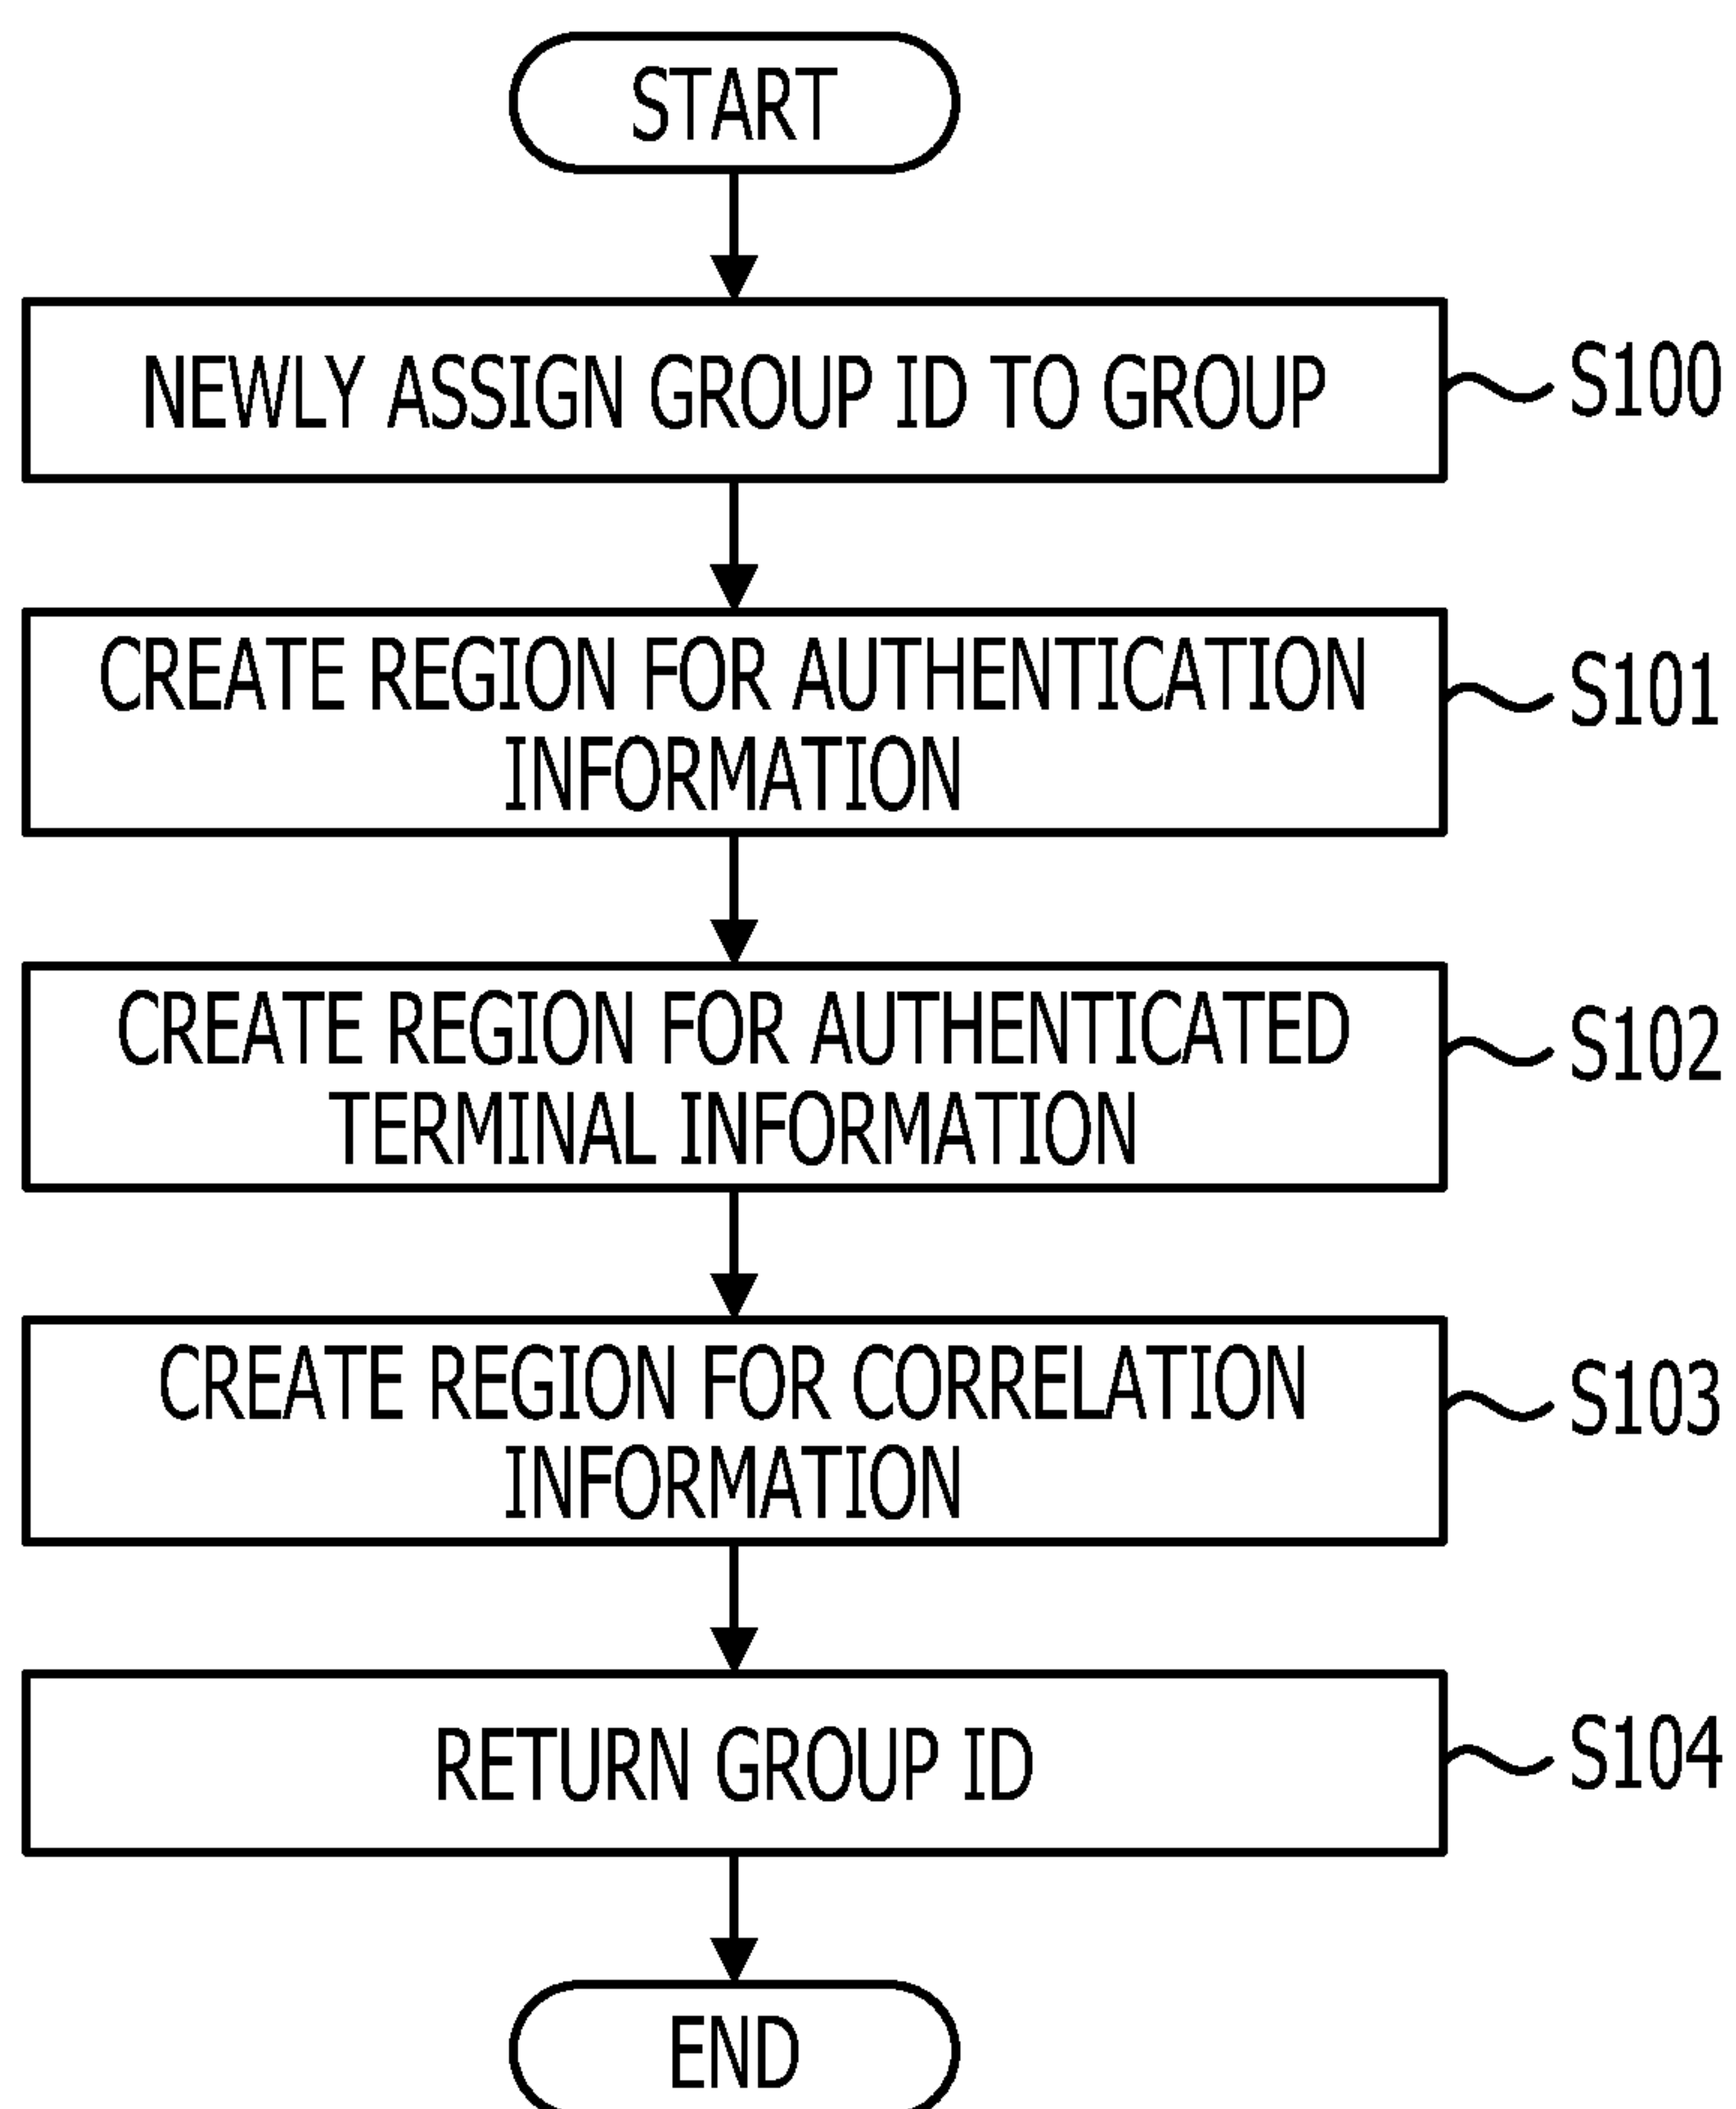 START
NEWLY ASSIGN GROUP ID TO GROUP
S100
CREATE REGION FOR AUTHENTICATION
INFORMATION
S101
CREATE REGION FOR AUTHENTICATED
TERMINAL INFORMATION
S102
CREATE REGION FOR CORRELATION
INFORMATION
S103
RETURN GROUP ID
S104
END